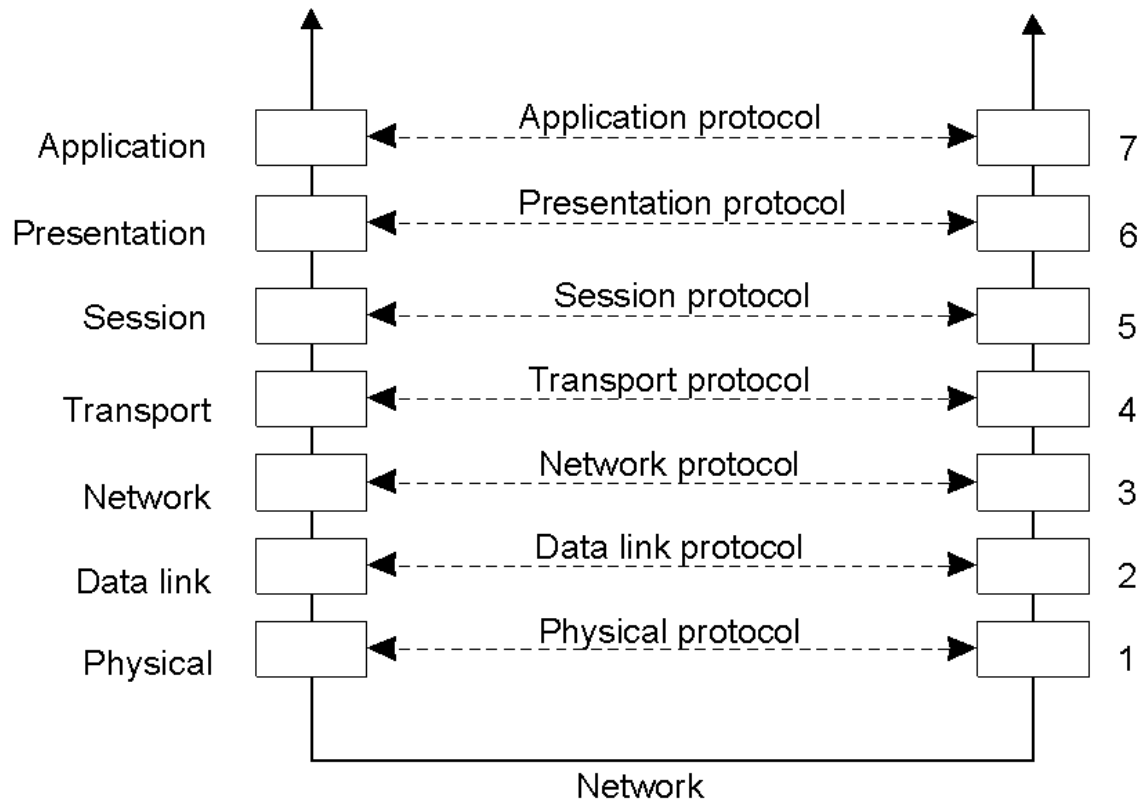 Application
Application protocol
7
Presentation
Presentation protocol
6
Session
Session protocol
5
Transport
Transport protocol
4
Network
Network protocol
3
Data link
Data link protocol
2
Physical
Physical protocol
1
Network